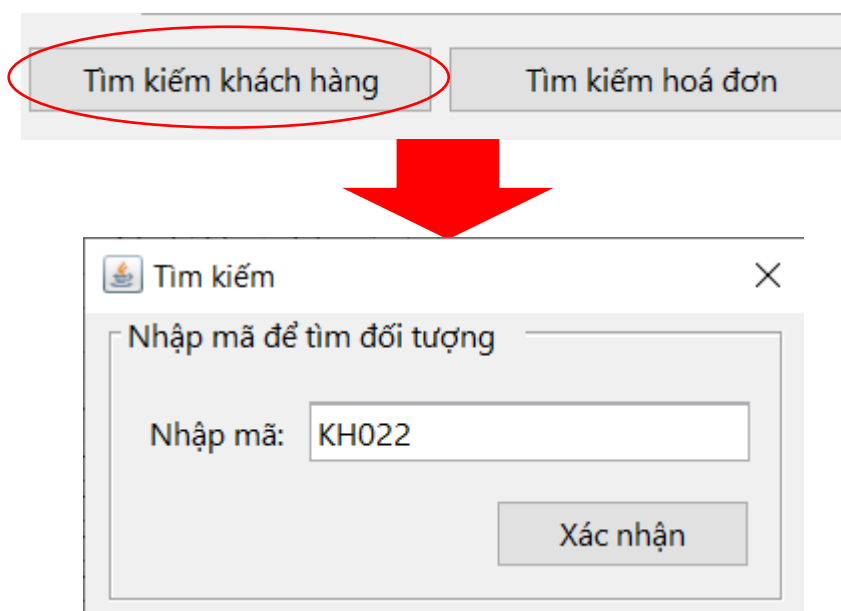 Tìm kiếm khách hàng
Tìm kiếm hoá đơn
Tìm kiếm
Nhập mã để tìm đối tượng
Nhập mã: KH022
Xác nhận